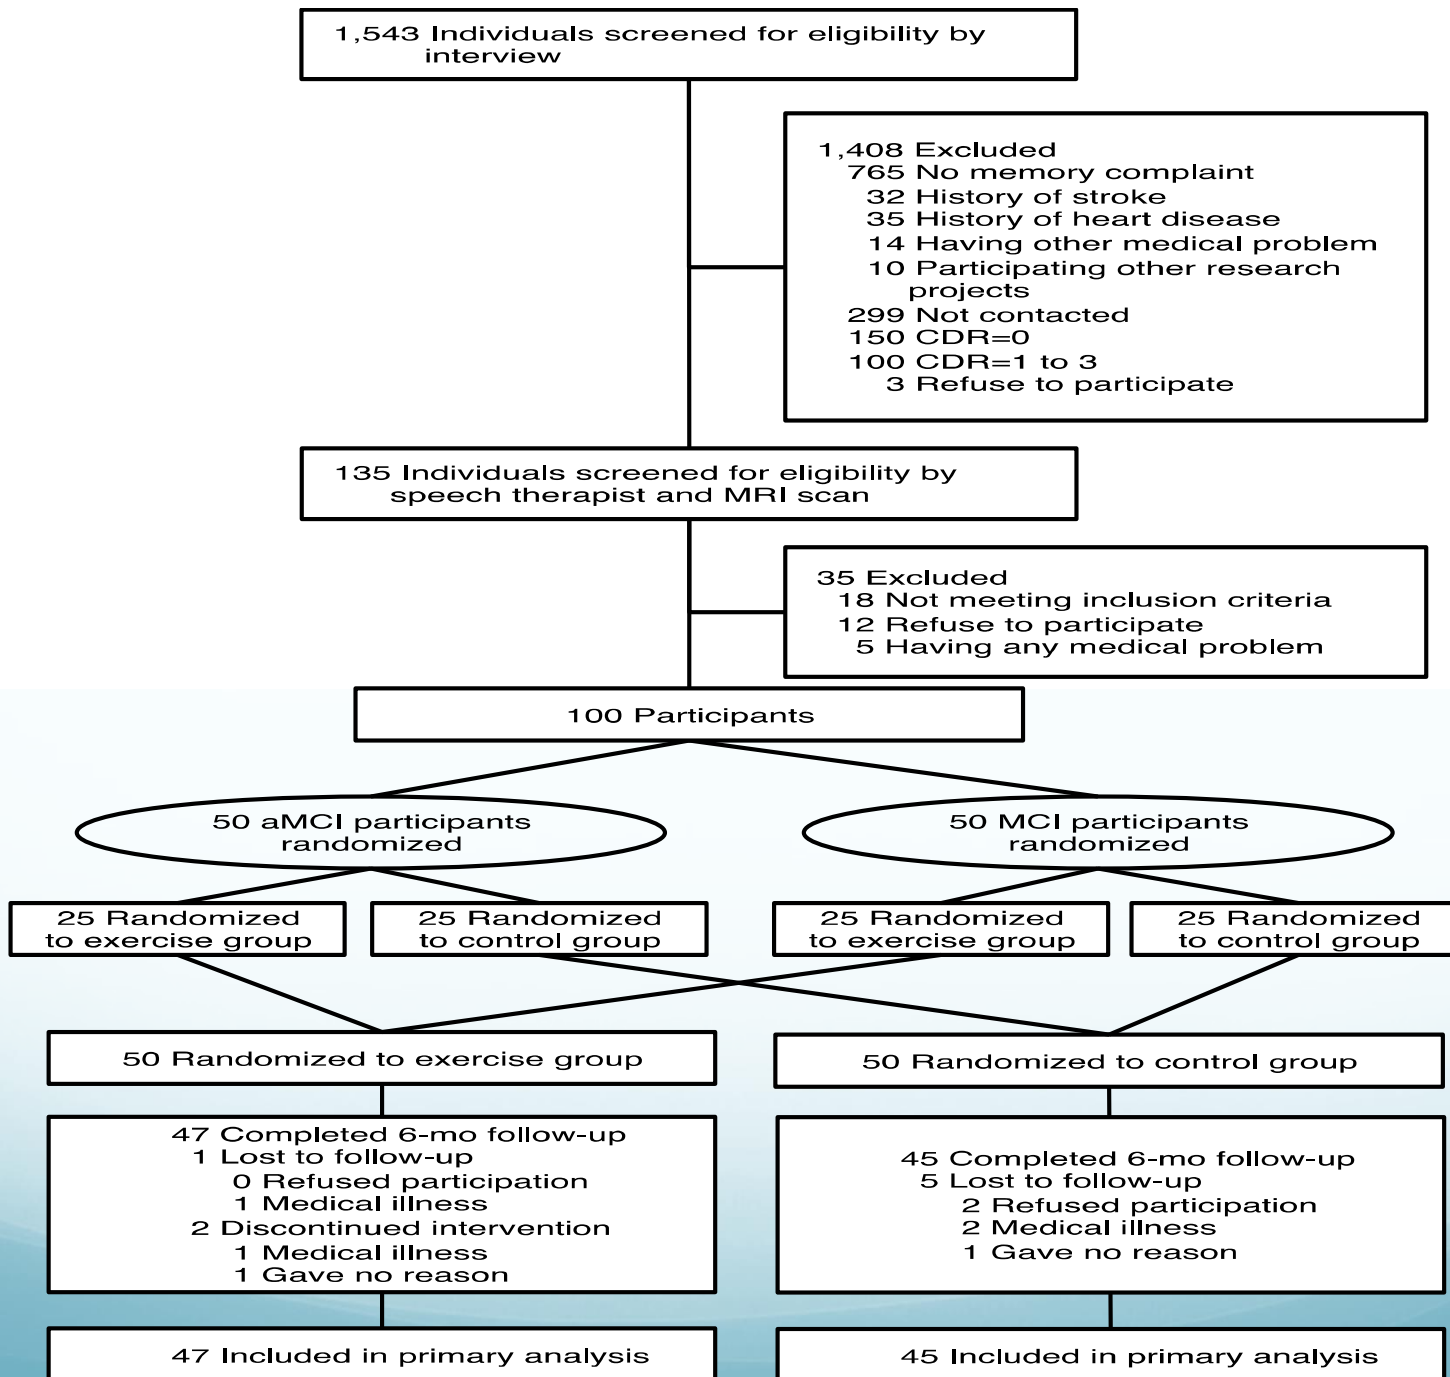 1,543 Individuals screened for eligibility by
interview
1,408 Excluded
765 No memory complaint
32 History of stroke
35 History of heart disease
14 Having other medical problem
10 Participating other research
projects
299 Not contacted
150 CDR=0
100 CDR=1 to 3
3 Refuse to participate
135 Individuals screened for eligibility by
speech therapist and MRI scan
35 Excluded
18 Not meeting inclusion criteria
12 Refuse to participate
5 Having any medical problem
100 Participants
50 aMCI participants
randomized
50 MCI participants
randomized
25 Randomized
to exercise group
25 Randomized
to control group
25 Randomized
to exercise group
25 Randomized
to control group
50 Randomized to exercise group
50 Randomized to control group
47 Completed 6-mo follow-up
1 Lost to follow-up
0 Refused participation
1 Medical illness
2 Discontinued intervention
1 Medical illness
1 Gave no reason
45 Completed 6-mo follow-up
5 Lost to follow-up
2 Refused participation
2 Medical illness
1 Gave no reason
47 Included in primary analysis
45 Included in primary analysis